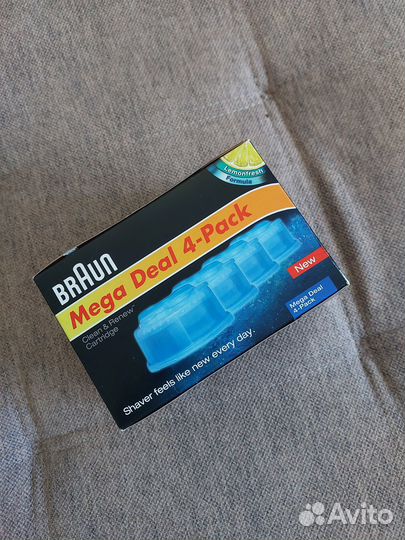 BRAUN
Mega Deal 4-Pack
Clean & Renew
Cartridge
Lemonfresh
Formula
New
Mega Deal
4-Pack
Shaver feels like new every day.
Avito